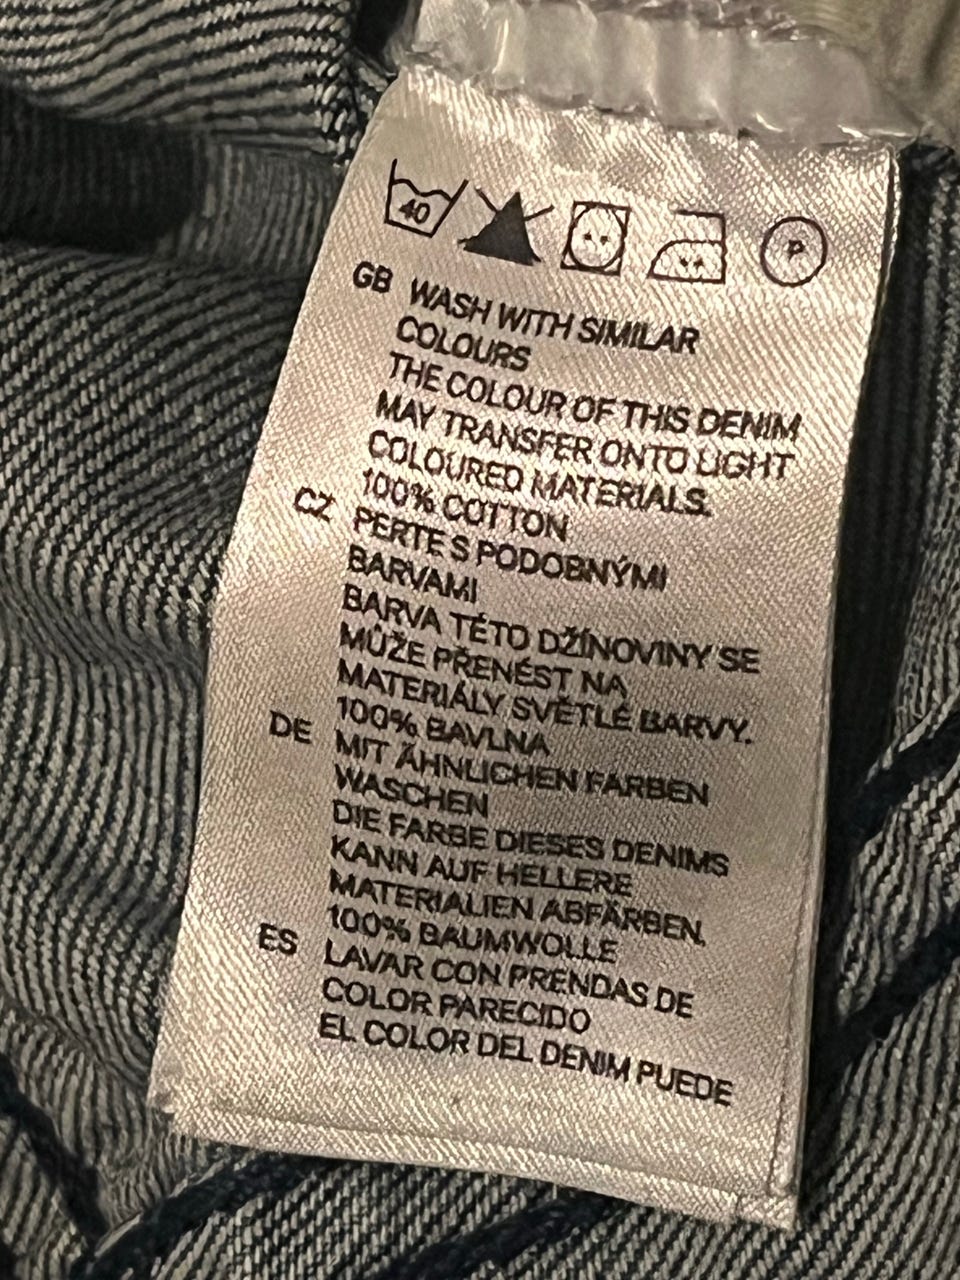 40
P
GB WASH WITH SIMILAR
COLOURS
THE COLOUR OF THIS DENIM
MAY TRANSFER ONTO LIGHT
COLOURED MATERIALS.
100% COTTON
CZ PERTE S PODOBNÝMI
BARVAMI
BARVA TÉTO DŽÍNOVINY SE
MŮŽE PŘENÉST NA
MATERIÁLY SVĚTLÉ BARVY.
100% BAVLNA
DE MIT ÄHNLICHEN FARBEN
WASCHEN
DIE FARBE DIESES DENIMS
KANN AUF HELLERE
MATERIALIEN ABFÄRBEN.
100% BAUMWOLLE
ES LAVAR CON PRENDAS DE
COLOR PARECIDO
EL COLOR DEL DENIM PUEDE